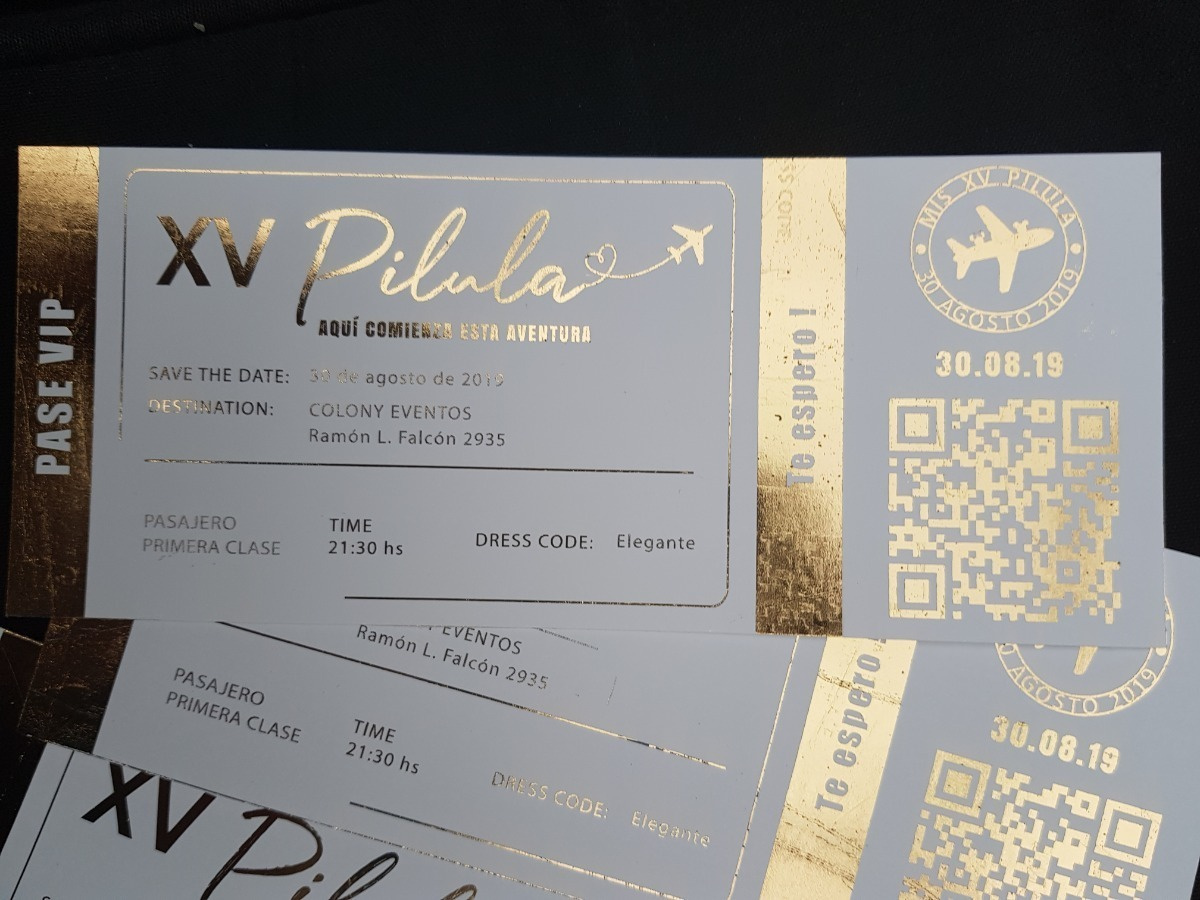 PASE VIP
XV Pilula
AQUÍ COMIENZA ESTA AVENTURA
SAVE THE DATE: 30 de agosto de 2019
DESTINATION: COLONY EVENTOS
Ramón L. Falcón 2935
PASAJERO
PRIMERA CLASE
TIME
21:30 hs
DRESS CODE: Elegante
Te espero !
MIS XV PILULA
30 AGOSTO 2019
30.08.19
EVENTOS
Ramón L. Falcón 2935
PASAJERO
PRIMERA CLASE
TIME
21:30 hs
DRESS CODE: Elegante
Te espero
AGOSTO 2019
30.08.19
XV Pilula